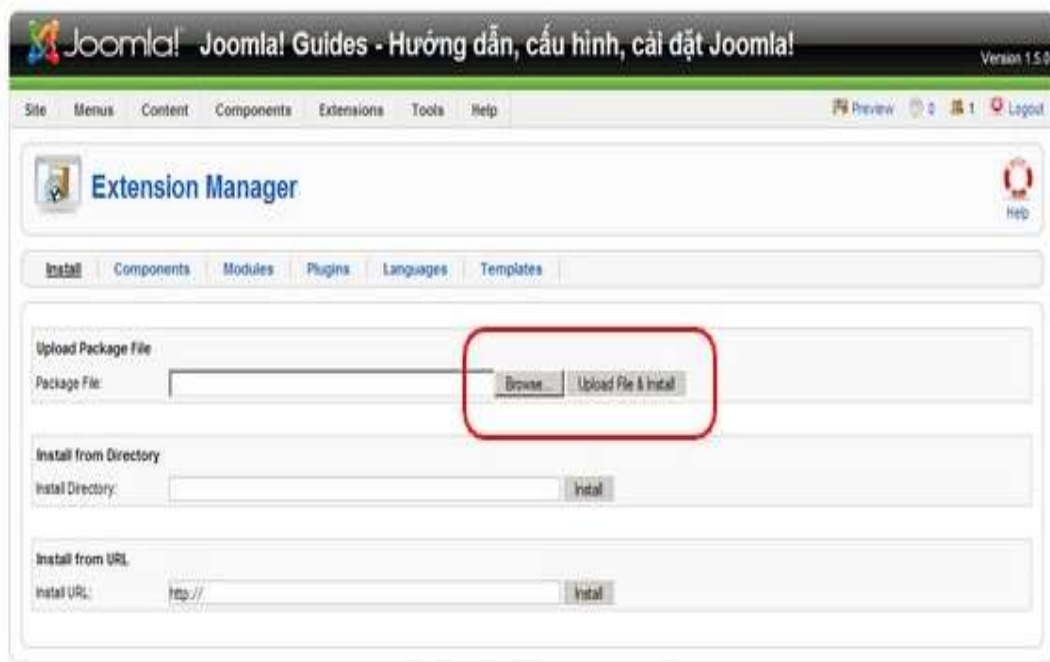 Joomla! Joomla! Guides - Hướng dẫn, cấu hình, cài đặt Joomla!
Version 1.5.0
Site Menus Content Components Extensions Tools Help Preview 0 1 Logout
Extension Manager
Help
Install Components Modules Plugins Languages Templates
Upload Package File
Package File: Browse... Upload File & Install
Install from Directory
Install Directory: Install
Install from URL
Install URL: http:// Install